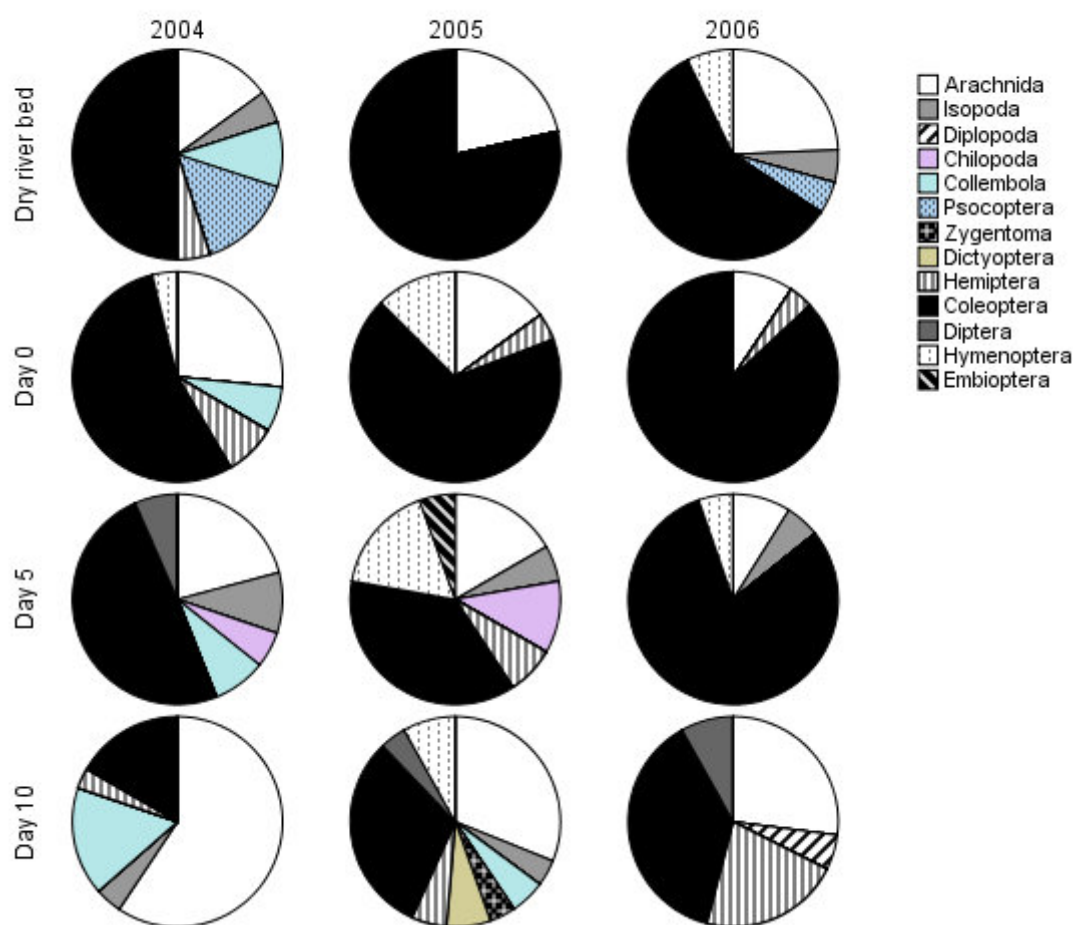 2004
2005
2006
Dry river bed
Day 0
Day 5
Day 10
Arachnida
Isopoda
Diplopoda
Chilopoda
Collembola
Psocoptera
Zygentoma
Dictyoptera
Hemiptera
Coleoptera
Diptera
Hymenoptera
Embioptera